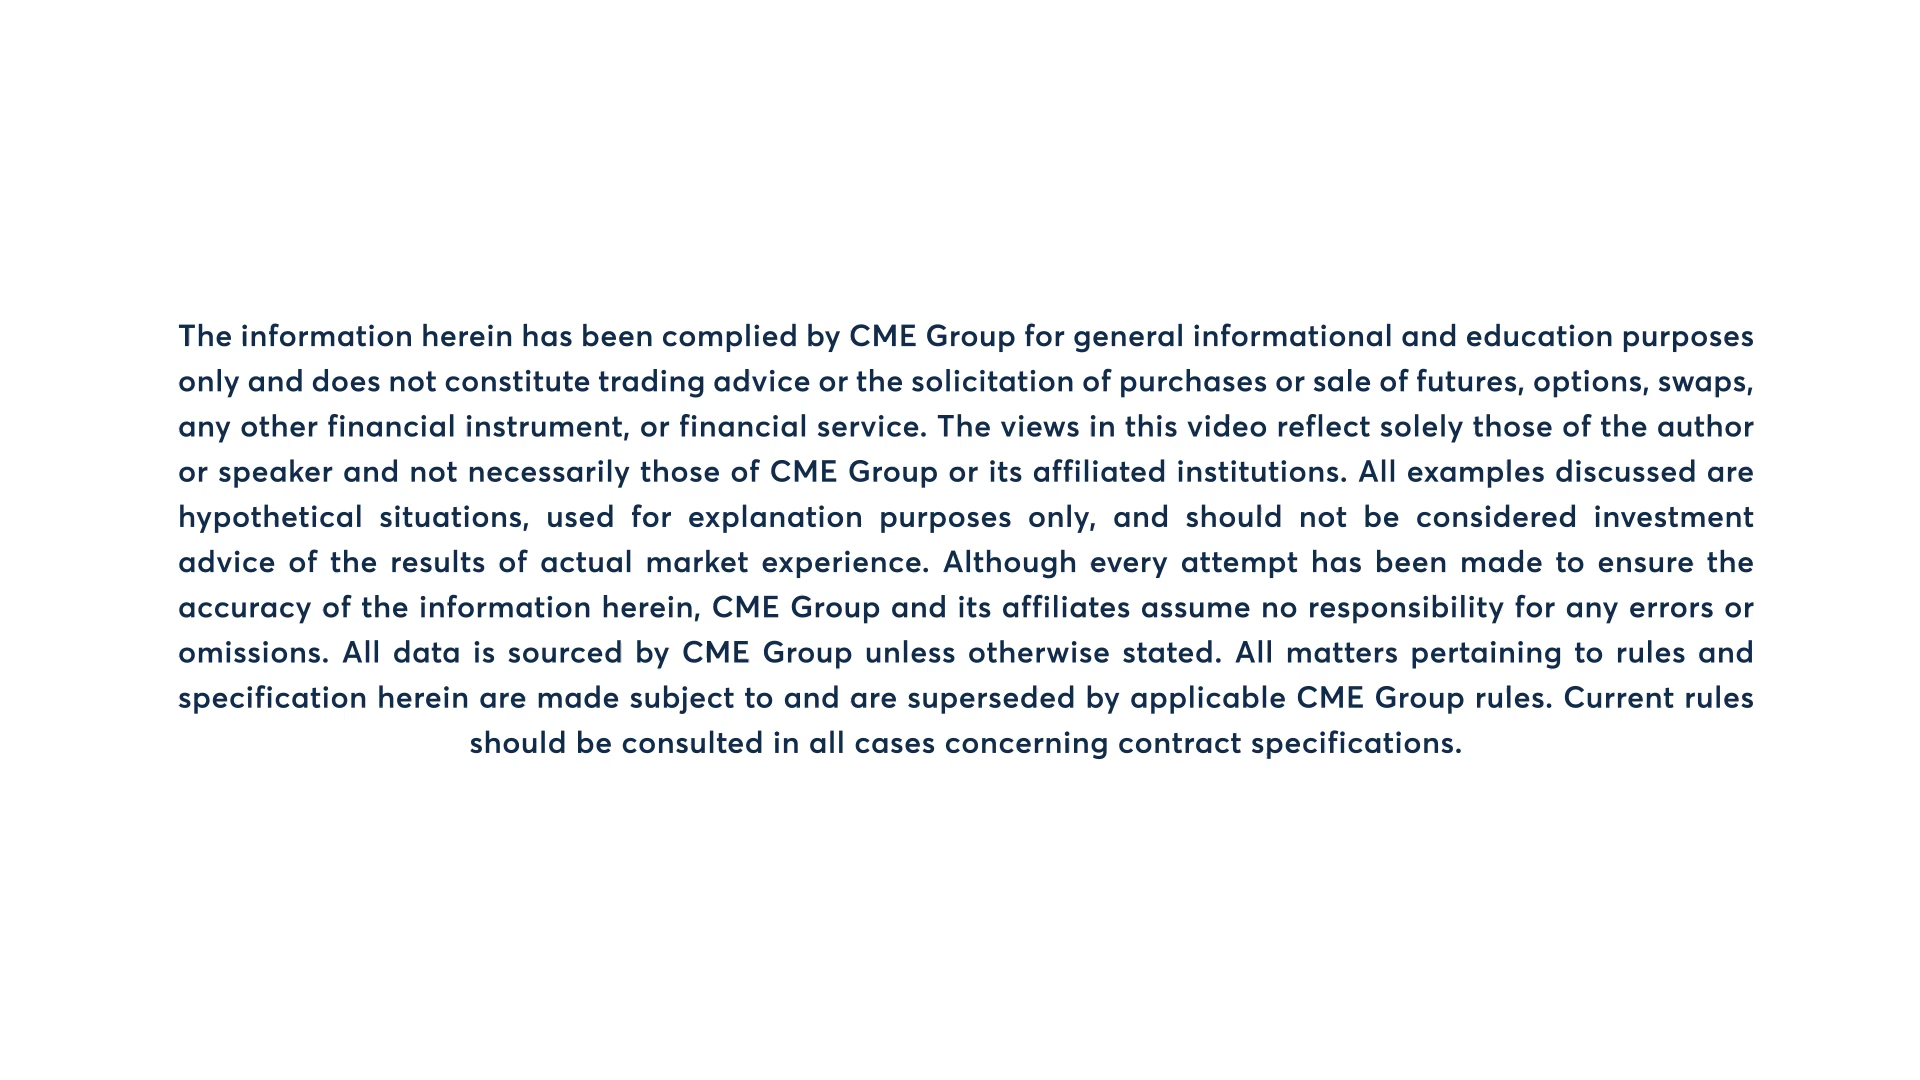 The information herein has been complied by CME Group for general informational and education purposes
only and does not constitute trading advice or the solicitation of purchases or sale of futures, options, swaps,
any other financial instrument, or financial service. The views in this video reflect solely those of the author
or speaker and not necessarily those of CME Group or its affiliated institutions. All examples discussed are
hypothetical situations, used for explanation purposes only, and should not be considered investment
advice of the results of actual market experience. Although every attempt has been made to ensure the
accuracy of the information herein, CME Group and its affiliates assume no responsibility for any errors or
omissions. All data is sourced by CME Group unless otherwise stated. All matters pertaining to rules and
specification herein are made subject to and are superseded by applicable CME Group rules. Current rules
should be consulted in all cases concerning contract specifications.